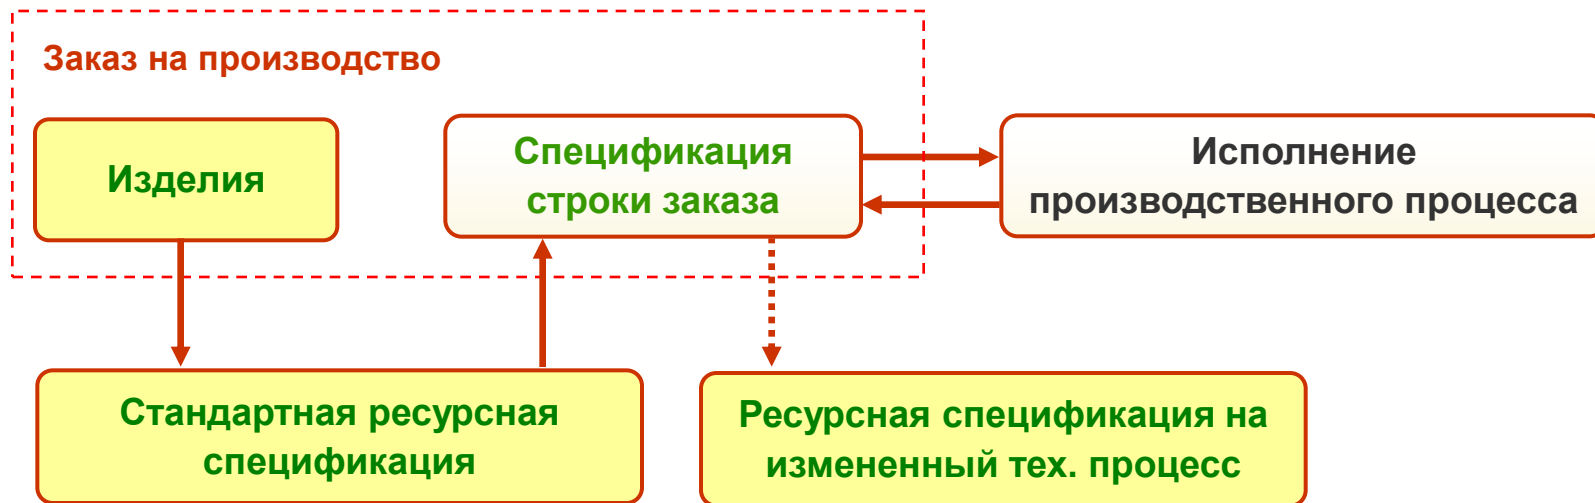 Заказ на производство
Изделия
Спецификация
строки заказа
Исполнение
производственного процесса
Стандартная ресурсная
спецификация
Ресурсная спецификация на
измененный тех. процесс